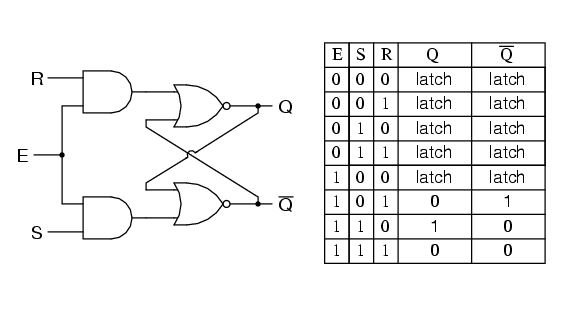 R
Q
E
Q̅
S
E S R Q Q̅
0 0 0 latch latch
0 0 1 latch latch
0 1 0 latch latch
0 1 1 latch latch
1 0 0 latch latch
1 0 1 0 1
1 1 0 1 0
1 1 1 0 0